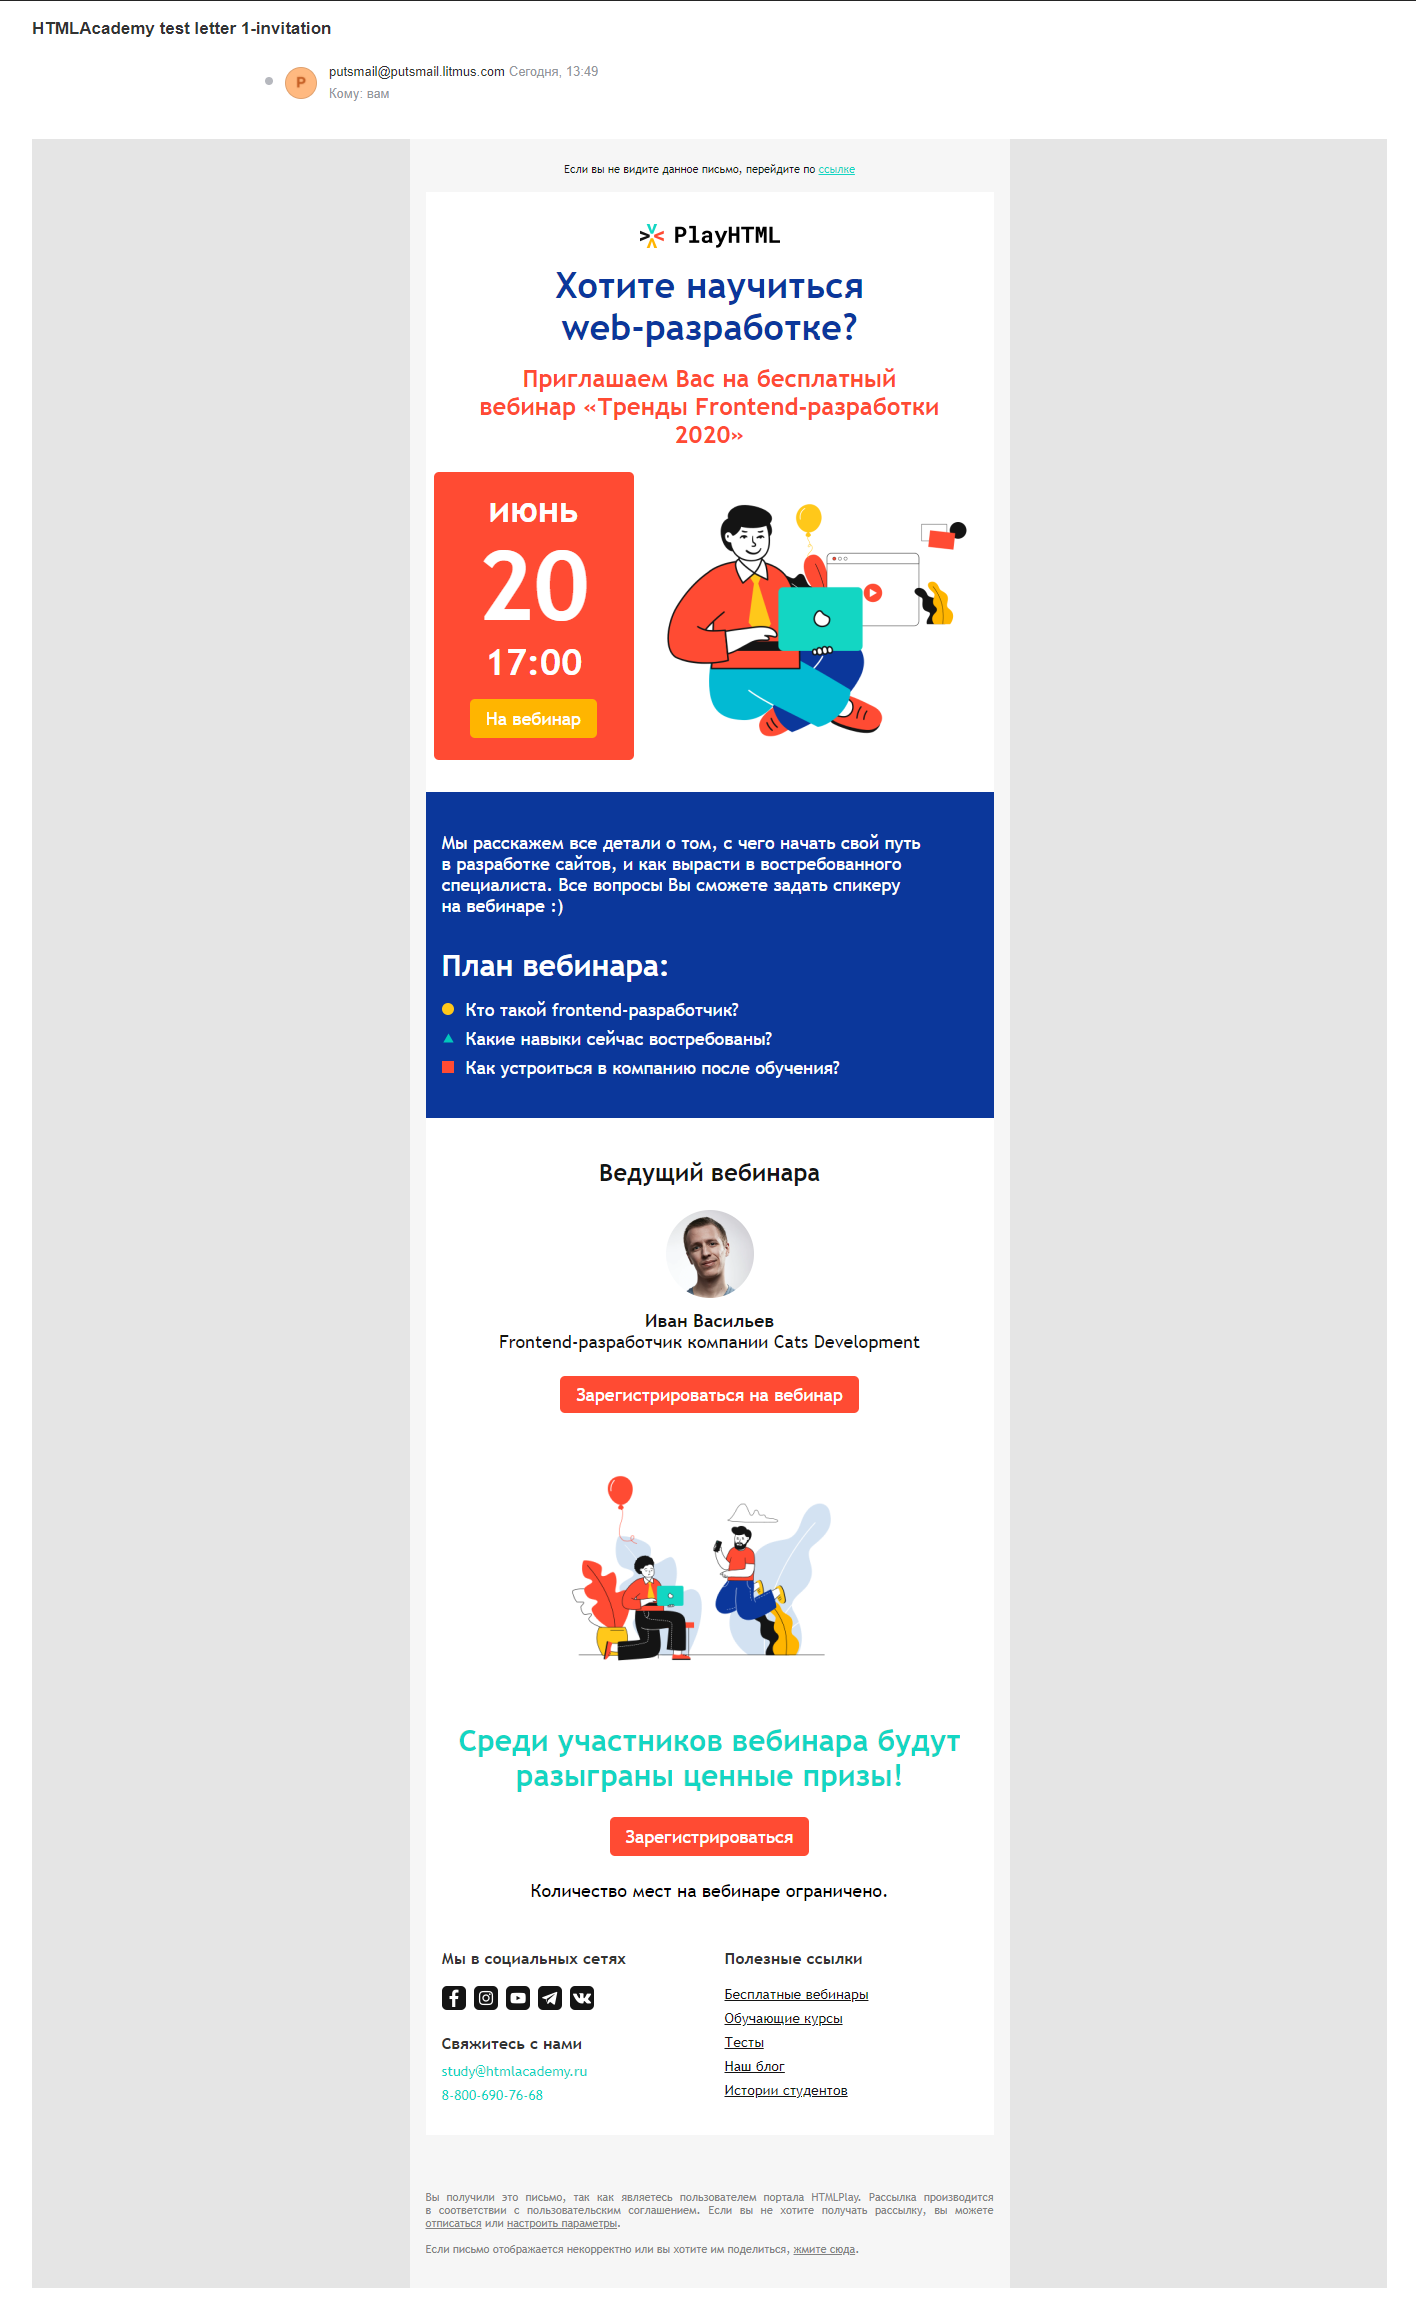 HTMLAcademy test letter 1-invitation
P
putsmail@putsmail.litmus.com Сегодня, 13:49
Кому: вам
Если вы не видите данное письмо, перейдите по ссылке
PlayHTML
Хотите научиться
web-разработке?
Приглашаем Вас на бесплатный
вебинар «Тренды Frontend-разработки
2020»
июнь
20
17:00
На вебинар
Мы расскажем все детали о том, с чего начать свой путь
в разработке сайтов, и как вырасти в востребованного
специалиста. Все вопросы Вы сможете задать спикеру
на вебинаре :)
План вебинара:
Кто такой frontend-разработчик?
Какие навыки сейчас востребованы?
Как устроиться в компанию после обучения?
Ведущий вебинара
Иван Васильев
Frontend-разработчик компании Cats Development
Зарегистрироваться на вебинар
Среди участников вебинара будут
разыграны ценные призы!
Зарегистрироваться
Количество мест на вебинаре ограничено.
Мы в социальных сетях
Свяжитесь с нами
study@htmlacademy.ru
8-800-690-76-68
Полезные ссылки
Бесплатные вебинары
Обучающие курсы
Тесты
Наш блог
Истории студентов
Вы получили это письмо, так как являетесь пользователем портала HTMLPlay. Рассылка производится
в соответствии с пользовательским соглашением. Если вы не хотите получать рассылку, вы можете
отписаться или настроить параметры.
Если письмо отображается некорректно или вы хотите им поделиться, жмите сюда.